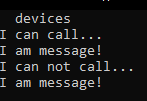 devices
I can call...
I am message!
I can not call...
I am message!